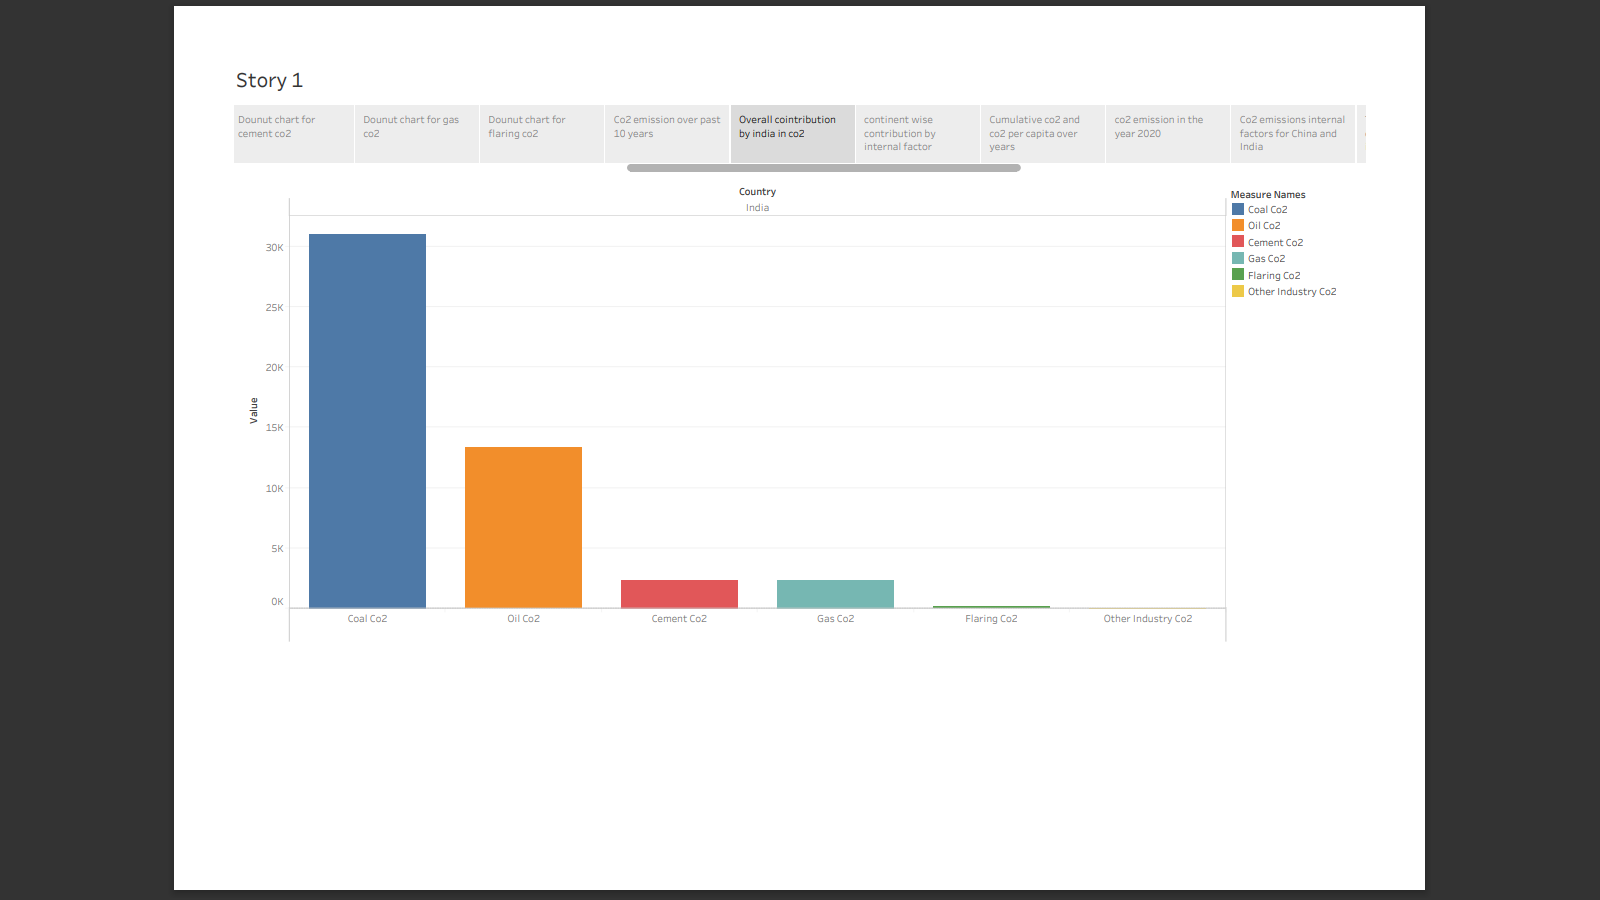 Story 1
Dounut chart for
cement co2
Dounut chart for gas
co2
Dounut chart for
flaring co2
Co2 emission over past
10 years
Overall cointribution
by india in co2
continent wise
contribution by
internal factor
Cumulative co2 and
co2 per capita over
years
co2 emission in the
year 2020
Co2 emissions internal
factors for China and
India
Country
India
Measure Names
Coal Co2
Oil Co2
Cement Co2
Gas Co2
Flaring Co2
Other Industry Co2
Value
30K
25K
20K
15K
10K
5K
0K
Coal Co2
Oil Co2
Cement Co2
Gas Co2
Flaring Co2
Other Industry Co2